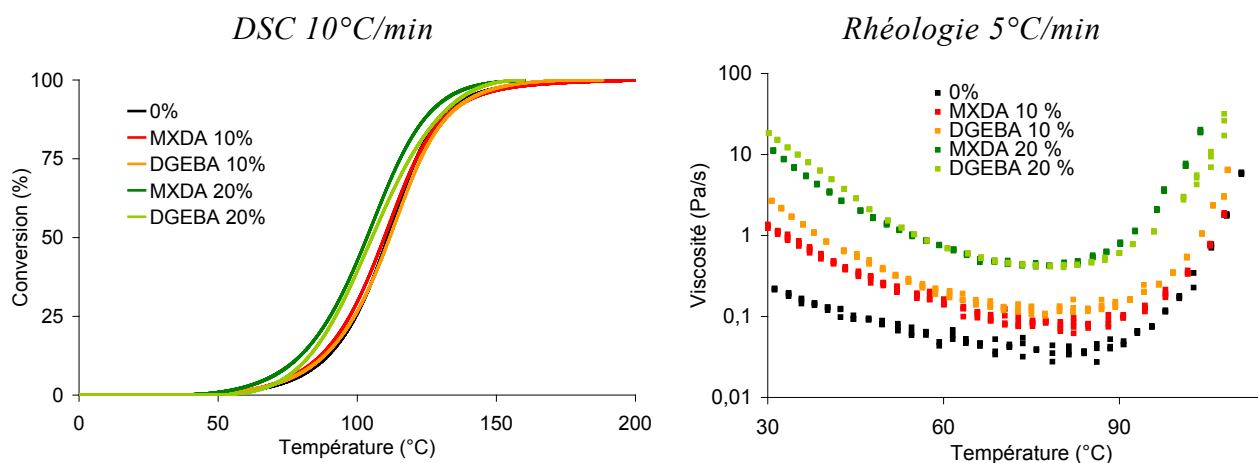 DSC 10°C/min
Conversion (%)
100
75
50
25
0
0%
MXDA 10%
DGEBA 10%
MXDA 20%
DGEBA 20%
0 50 100 150 200
Température (°C)
Rhéologie 5°C/min
Viscosité (Pa/s)
100
10
1
0,1
0,01
0%
MXDA 10 %
DGEBA 10 %
MXDA 20 %
DGEBA 20 %
30 60 90
Température (°C)